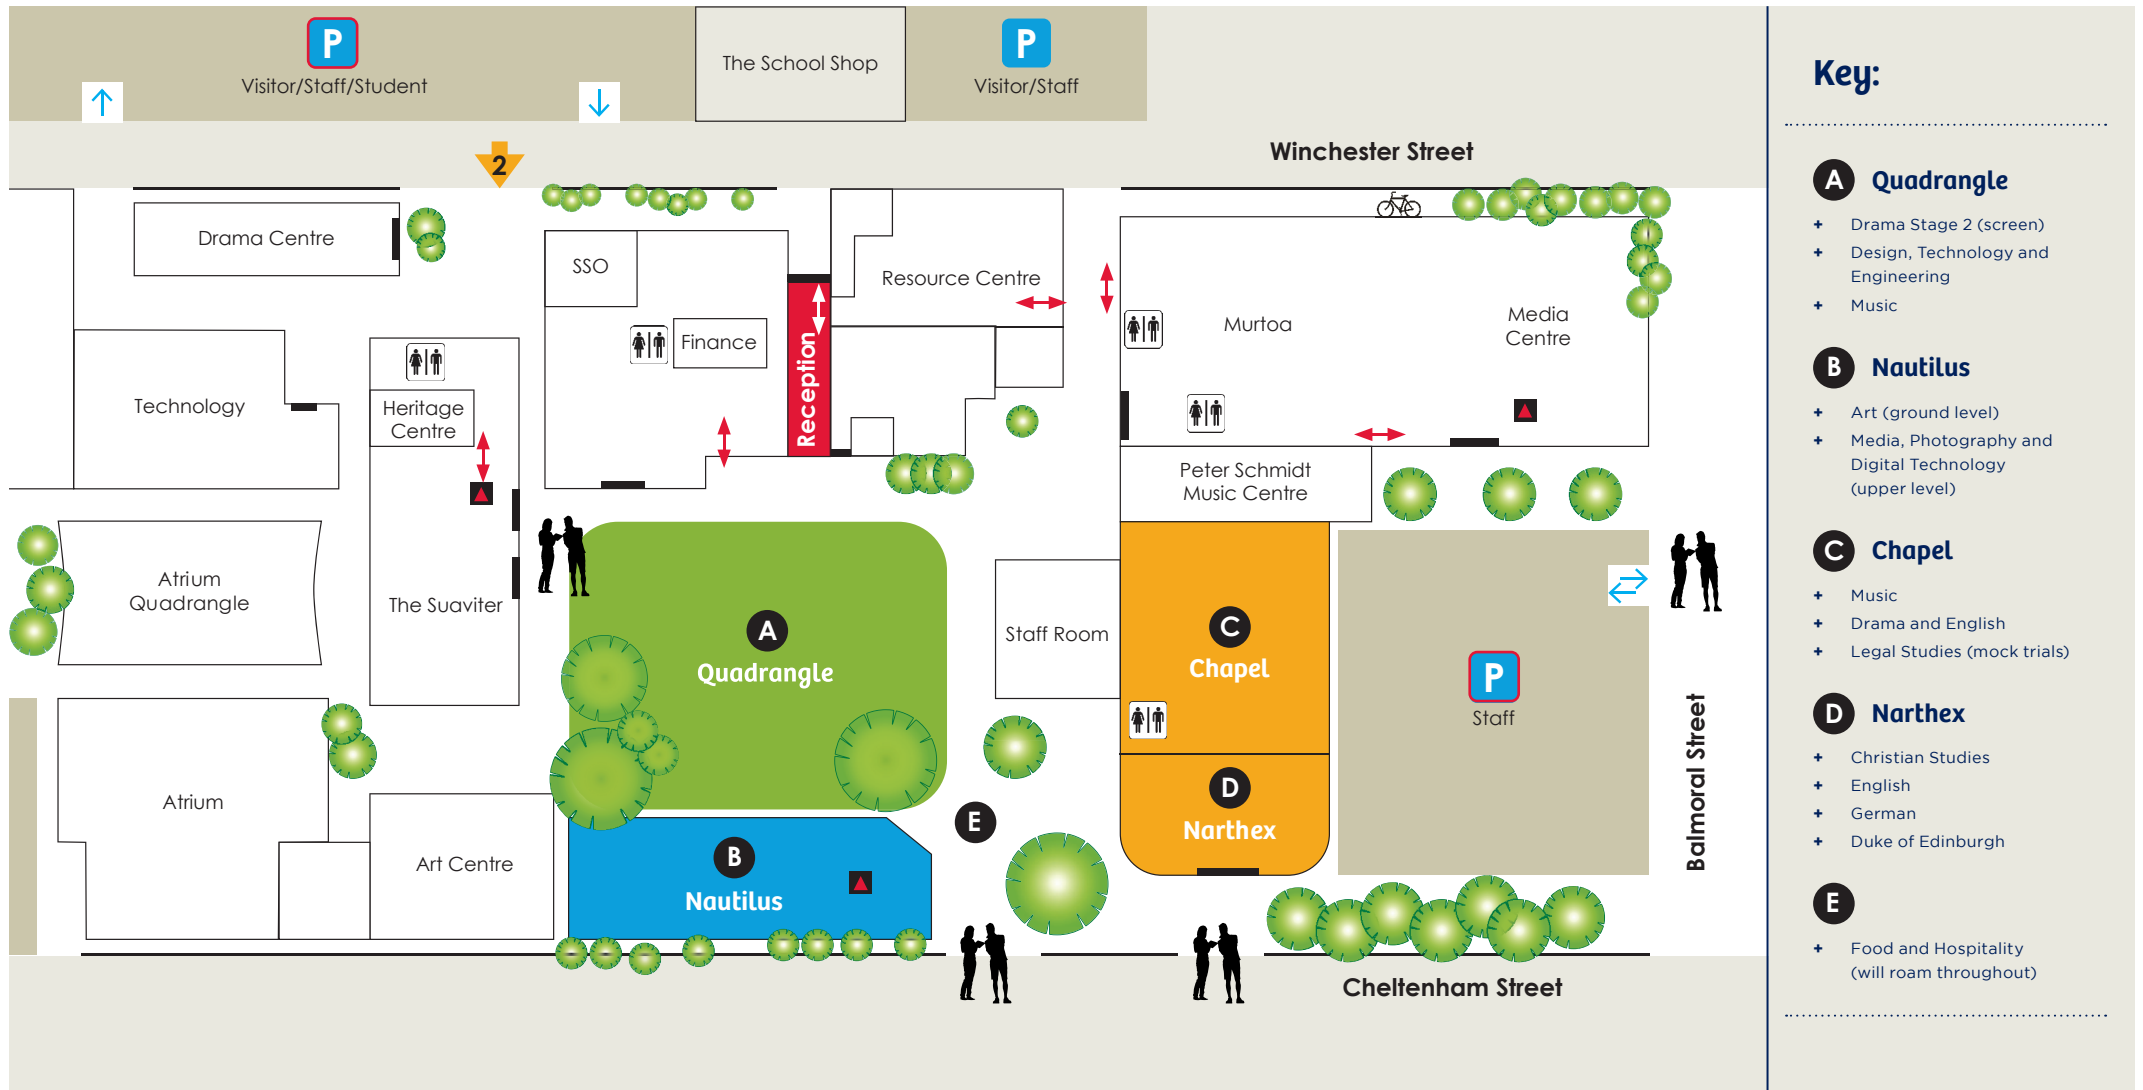 P
Visitor/Staff/Student
The School Shop
P
Visitor/Staff
Winchester Street
2
Drama Centre
SSO
Finance
Reception
Resource Centre
Murtoa
Media
Centre
Technology
Heritage
Centre
Peter Schmidt
Music Centre
Atrium
Quadrangle
The Suaviter
A
Quadrangle
Staff Room
C
Chapel
P
Staff
Balmoral Street
Atrium
Art Centre
B
Nautilus
E
D
Narthex
Cheltenham Street
Key:
A Quadrangle
+ Drama Stage 2 (screen)
+ Design, Technology and
Engineering
+ Music
B Nautilus
+ Art (ground level)
+ Media, Photography and
Digital Technology
(upper level)
C Chapel
+ Music
+ Drama and English
+ Legal Studies (mock trials)
D Narthex
+ Christian Studies
+ English
+ German
+ Duke of Edinburgh
E
+ Food and Hospitality
(will roam throughout)